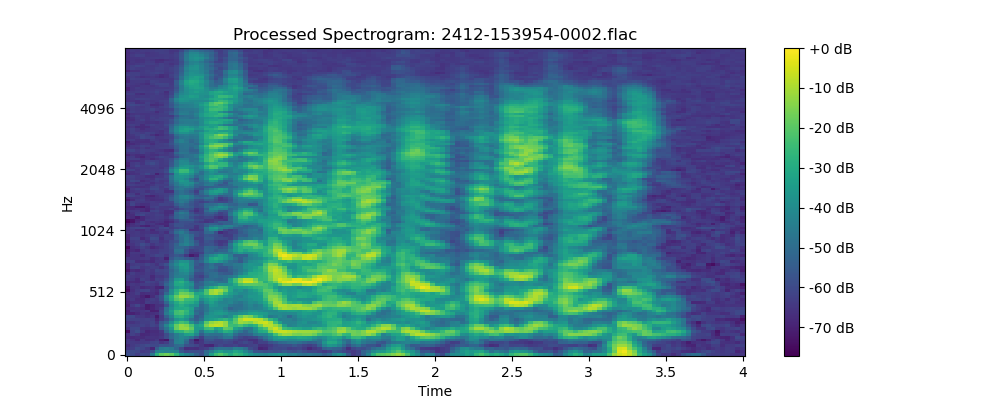 Processed Spectrogram: 2412-153954-0002.flac
Hz
4096
2048
1024
512
0
0 0.5 1 1.5 2 2.5 3 3.5 4
Time
+0 dB
-10 dB
-20 dB
-30 dB
-40 dB
-50 dB
-60 dB
-70 dB